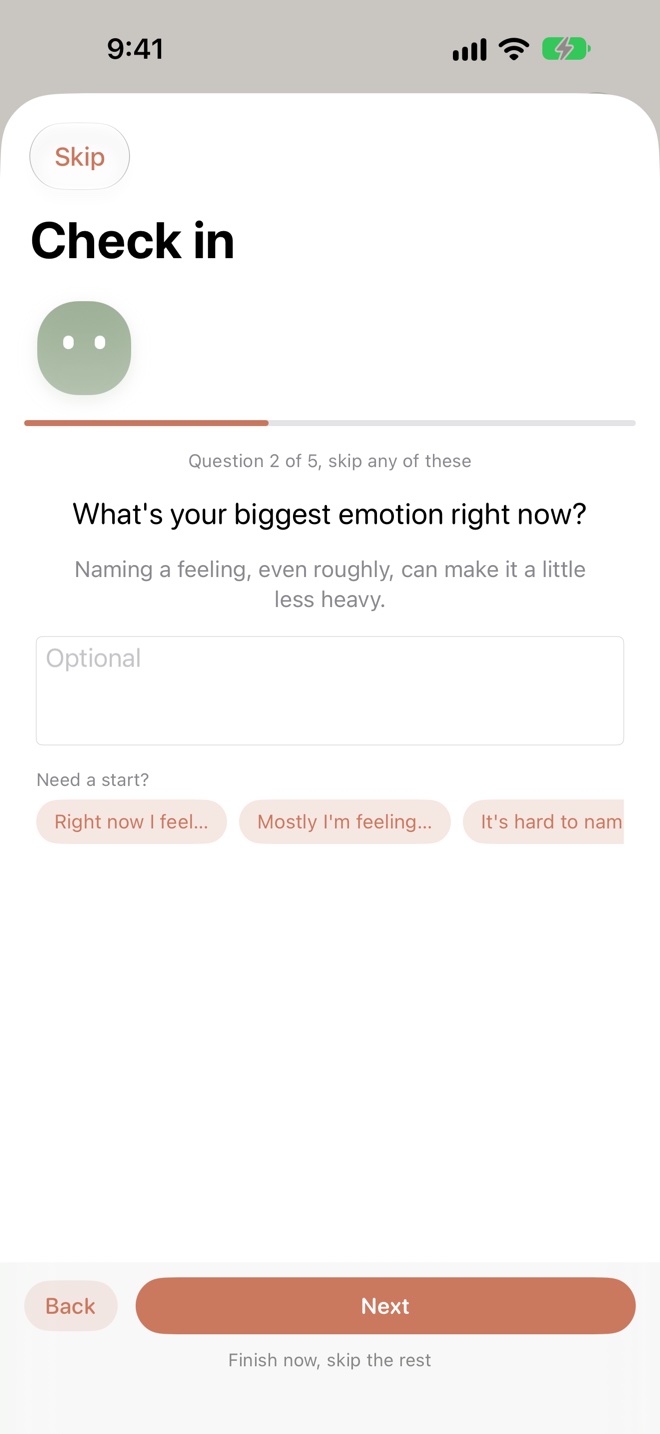 9:41
Skip
Check in
Question 2 of 5, skip any of these
What's your biggest emotion right now?
Naming a feeling, even roughly, can make it a little
less heavy.
Optional
Need a start?
Right now I feel...
Mostly I'm feeling...
It's hard to nam
Back
Next
Finish now, skip the rest